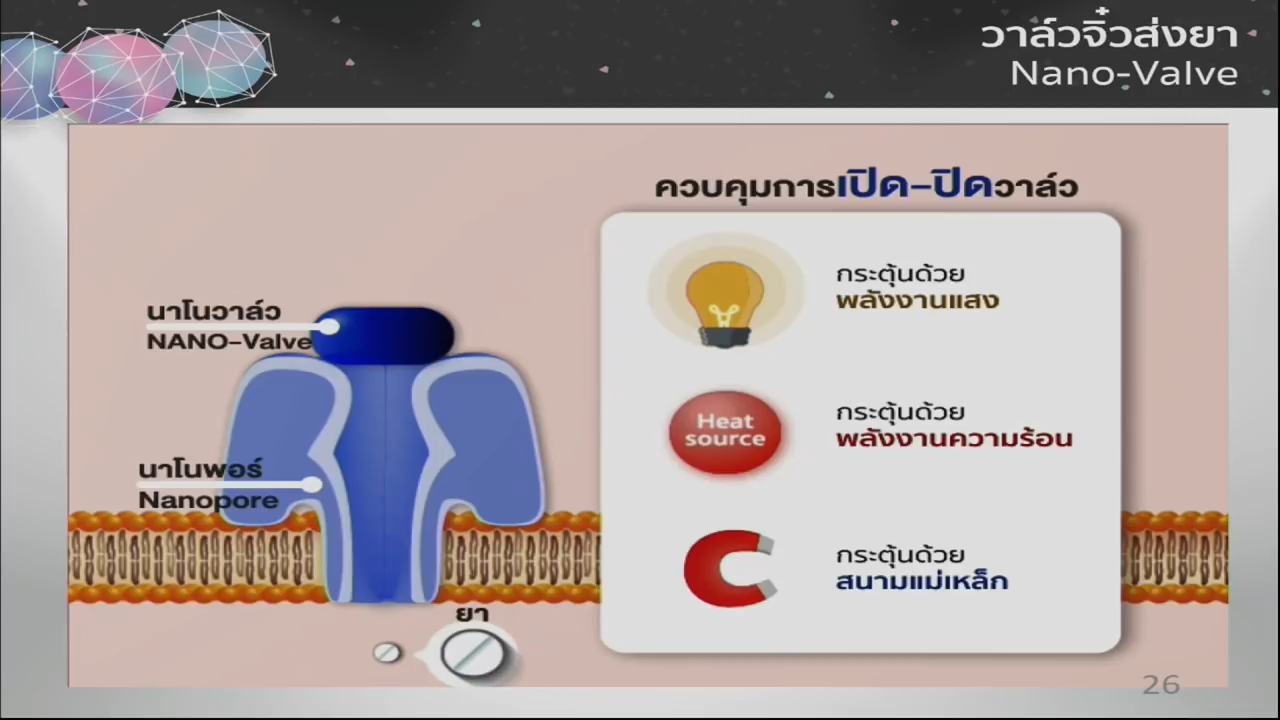 วาล์วจิ๋วส่งยา
Nano-Valve
ควบคุมการเปิด-ปิดวาล์ว
กระตุ้นด้วย
พลังงานแสง
นาโนวาล์ว
NANO-Valve
Heat
source
กระตุ้นด้วย
พลังงานความร้อน
นาโนพอร์
Nanopore
กระตุ้นด้วย
สนามแม่เหล็ก
ยา
26